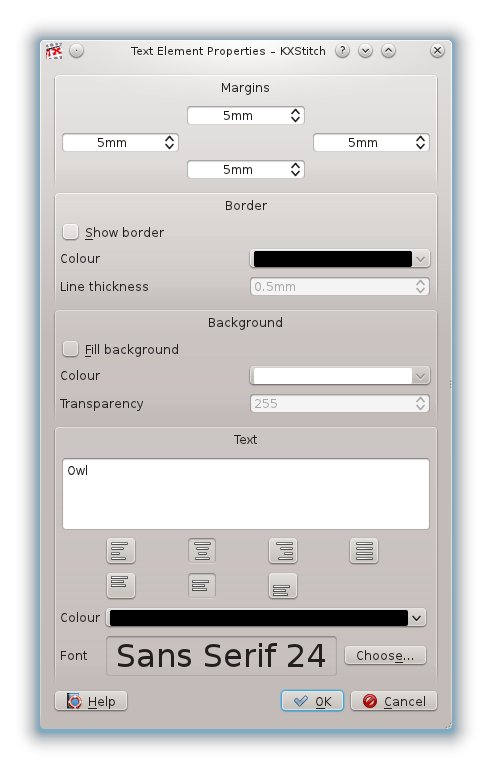 Text Element Properties – KXStitch
Margins
5mm
5mm 5mm
5mm
Border
Show border
Colour
Line thickness 0.5mm
Background
Fill background
Colour
Transparency 255
Text
Owl
Colour
Font Sans Serif 24 Choose...
Help OK Cancel